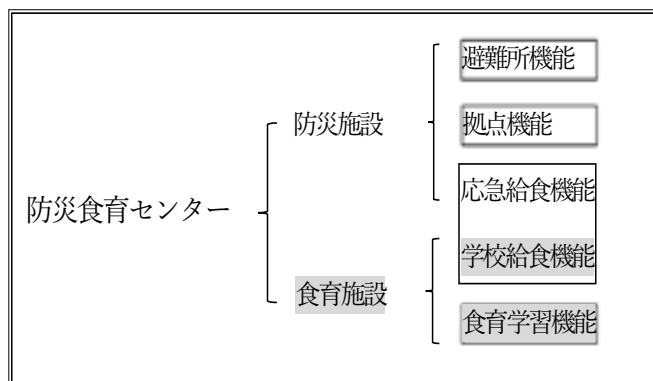 避難所機能
防災施設
拠点機能
応急給食機能
防災食育センター
学校給食機能
食育施設
食育学習機能